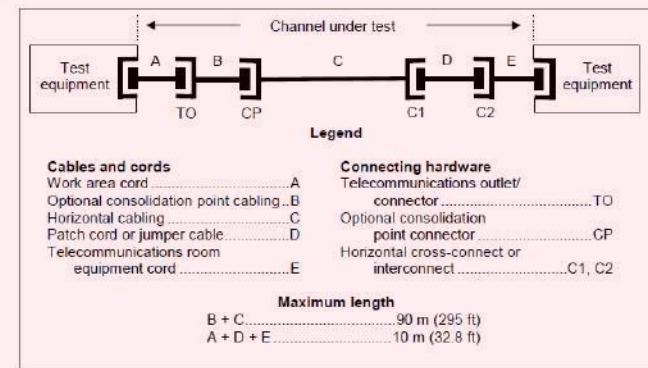 Channel under test
A B C D E
Test equipment
Test equipment
TO CP C1 C2
Legend
Cables and cords
Work area cord....................A
Optional consolidation point cabling..B
Horizontal cabling....................C
Patch cord or jumper cable...............D
Telecommunications room
equipment cord....................E
Connecting hardware
Telecommunications outlet/
connector....................TO
Optional consolidation
point connector....................CP
Horizontal cross-connect or
interconnect....................C1, C2
Maximum length
B + C....................90 m (295 ft)
A + D + E....................10 m (32.8 ft)